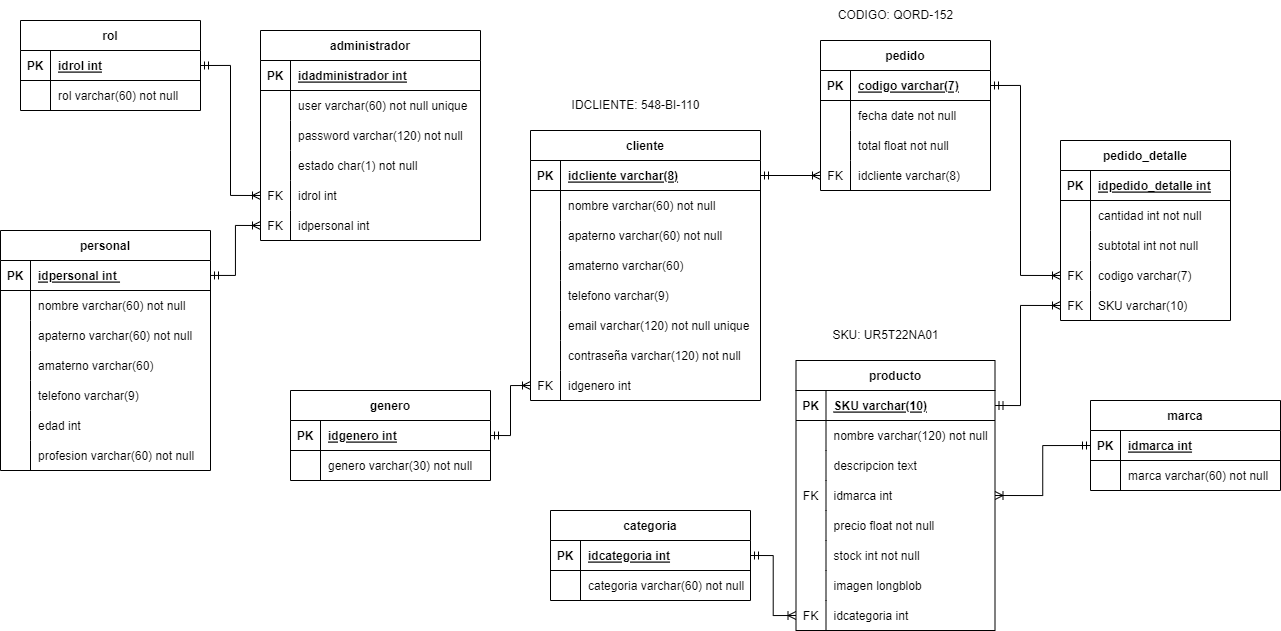 CODIGO: QORD-152
rol
PK idrol int
rol varchar(60) not null
administrador
PK idadministrador int
user varchar(60) not null unique
password varchar(120) not null
estado char(1) not null
FK idrol int
FK idpersonal int
personal
PK idpersonal int
nombre varchar(60) not null
apaterno varchar(60) not null
amaterno varchar(60)
telefono varchar(9)
edad int
profesion varchar(60) not null
IDCLIENTE: 548-BI-110
cliente
PK idcliente varchar(8)
nombre varchar(60) not null
apaterno varchar(60) not null
amaterno varchar(60)
telefono varchar(9)
email varchar(120) not null unique
contraseña varchar(120) not null
FK idgenero int
pedido
PK codigo varchar(7)
fecha date not null
total float not null
FK idcliente varchar(8)
pedido_detalle
PK idpedido_detalle int
cantidad int not null
subtotal int not null
FK codigo varchar(7)
FK SKU varchar(10)
genero
PK idgenero int
genero varchar(30) not null
SKU: UR5T22NA01
producto
PK SKU varchar(10)
nombre varchar(120) not null
descripcion text
FK idmarca int
precio float not null
stock int not null
imagen longblob
FK idcategoria int
marca
PK idmarca int
marca varchar(60) not null
categoria
PK idcategoria int
categoria varchar(60) not null